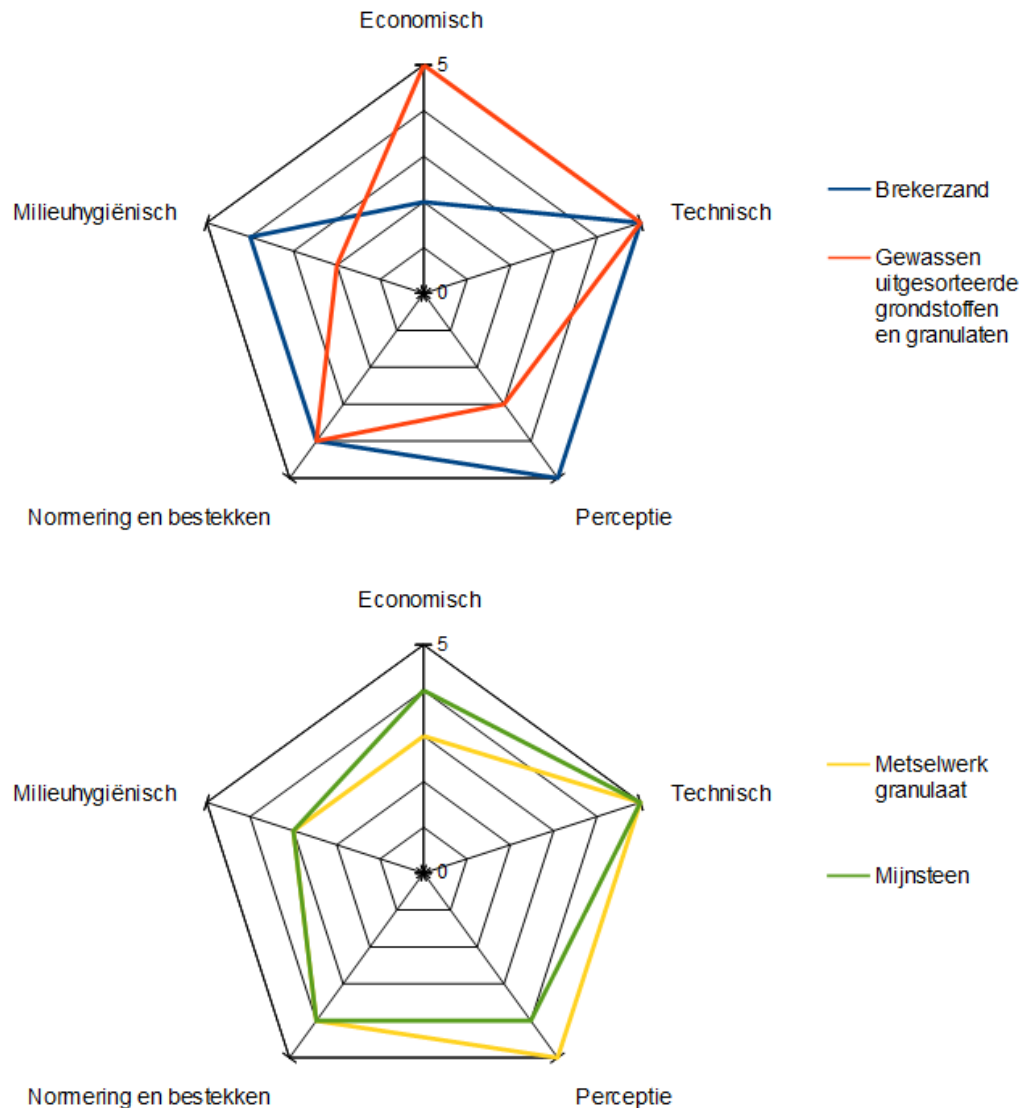 Economisch
5
Milieuhygiënisch
Technisch
0
Normering en bestekken
Perceptie
Brekerzand
Gewassen
uitgesorteerde
grondstoffen
en granulaten
Economisch
5
Milieuhygiënisch
Technisch
0
Normering en bestekken
Perceptie
Metselwerk
granulaat
Mijnsteen